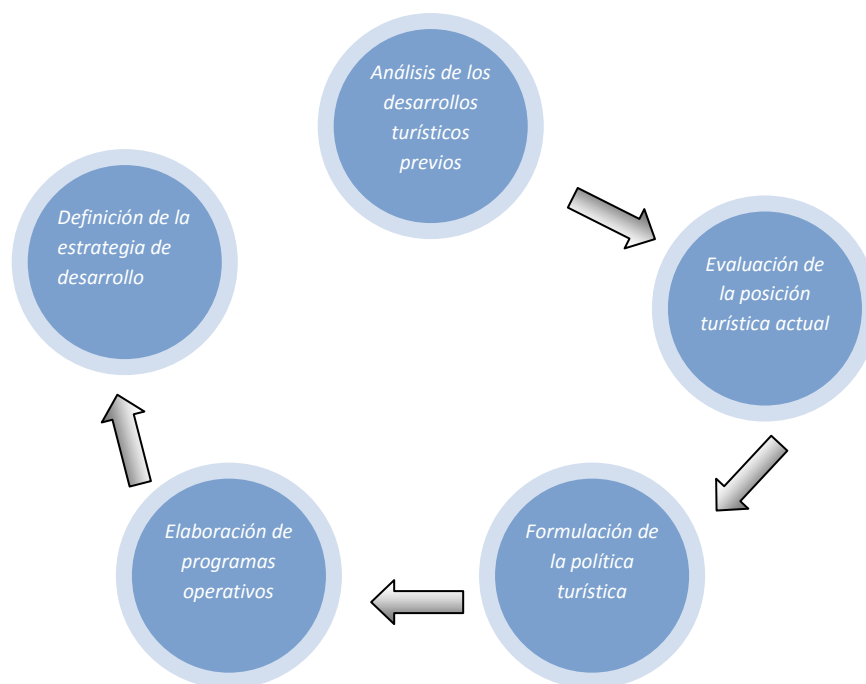 Análisis de los
desarrollos
turísticos
previos
Evaluación de
la posición
turística actual
Formulación de
la política
turística
Elaboración de
programas
operativos
Definición de la
estrategia de
desarrollo